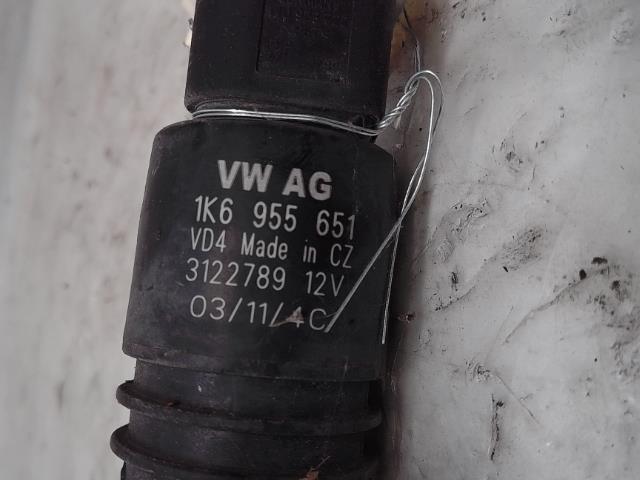 VW AG
1K6 955 651
VD4 Made in CZ
3122789 12V
03/11/4C